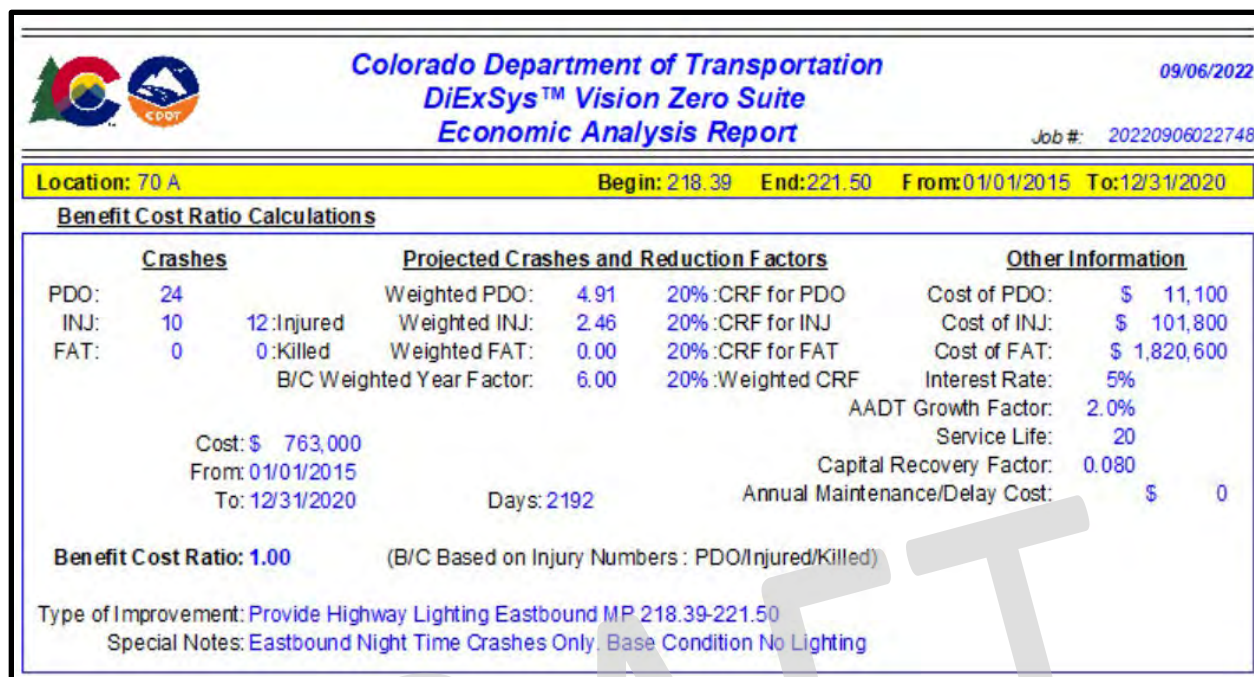 Colorado Department of Transportation
09/06/2022
DiExSys™ Vision Zero Suite
Economic Analysis Report
Job #: 20220906022748
CDOT
Location: 70 A Begin: 218.39 End:221.50 From:01/01/2015 To:12/31/2020
Benefit Cost Ratio Calculations
Crashes Projected Crashes and Reduction Factors Other Information
PDO: 24 Weighted PDO: 4.91 20% :CRF for PDO Cost of PDO: $ 11,100
INJ: 10 12 :Injured Weighted INJ: 2.46 20% :CRF for INJ Cost of INJ: $ 101,800
FAT: 0 0 :Killed Weighted FAT: 0.00 20% :CRF for FAT Cost of FAT: $ 1,820,600
B/C Weighted Year Factor: 6.00 20% :Weighted CRF Interest Rate: 5%
AADT Growth Factor: 2.0%
Cost: $ 763,000 Service Life: 20
From: 01/01/2015 Capital Recovery Factor: 0.080
To: 12/31/2020 Days: 2192 Annual Maintenance/Delay Cost: $ 0
Benefit Cost Ratio: 1.00 (B/C Based on Injury Numbers : PDO/Injured/Killed)
Type of Improvement: Provide Highway Lighting Eastbound MP 218.39-221.50
Special Notes: Eastbound Night Time Crashes Only. Base Condition No Lighting